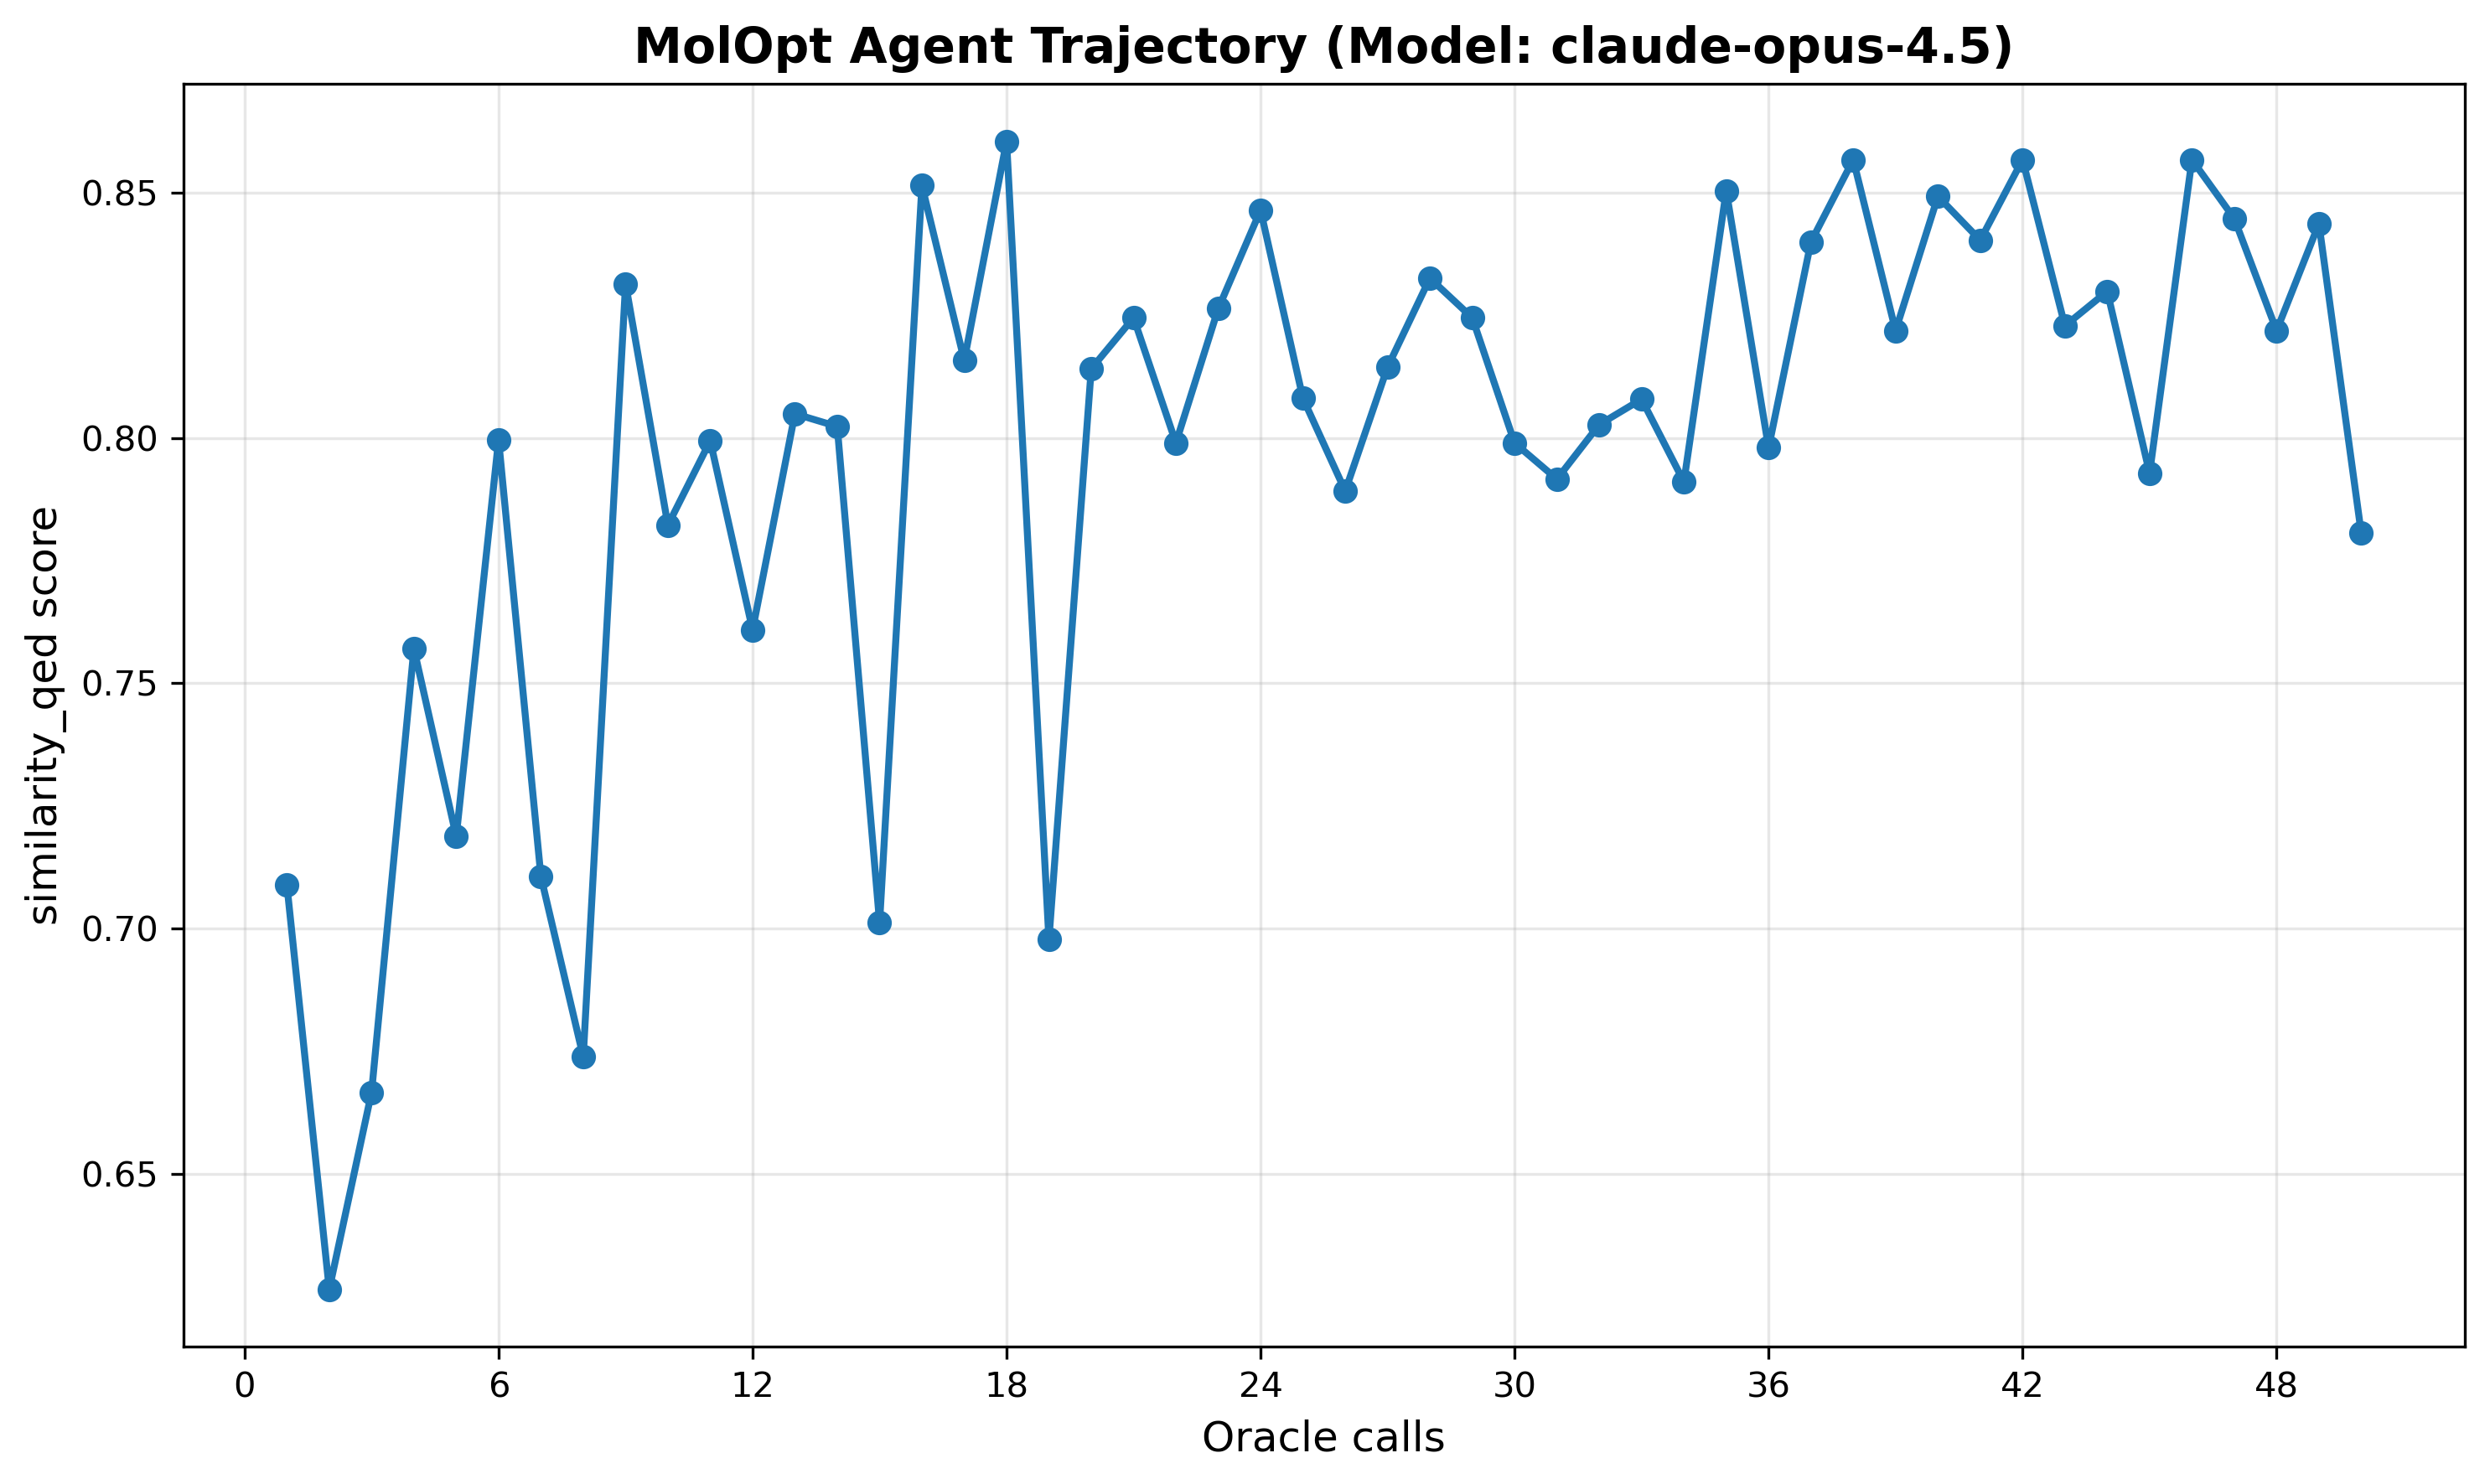 MolOpt Agent Trajectory (Model: claude-opus-4.5)
similarity_qed score
0.85
0.80
0.75
0.70
0.65
0 6 12 18 24 30 36 42 48
Oracle calls